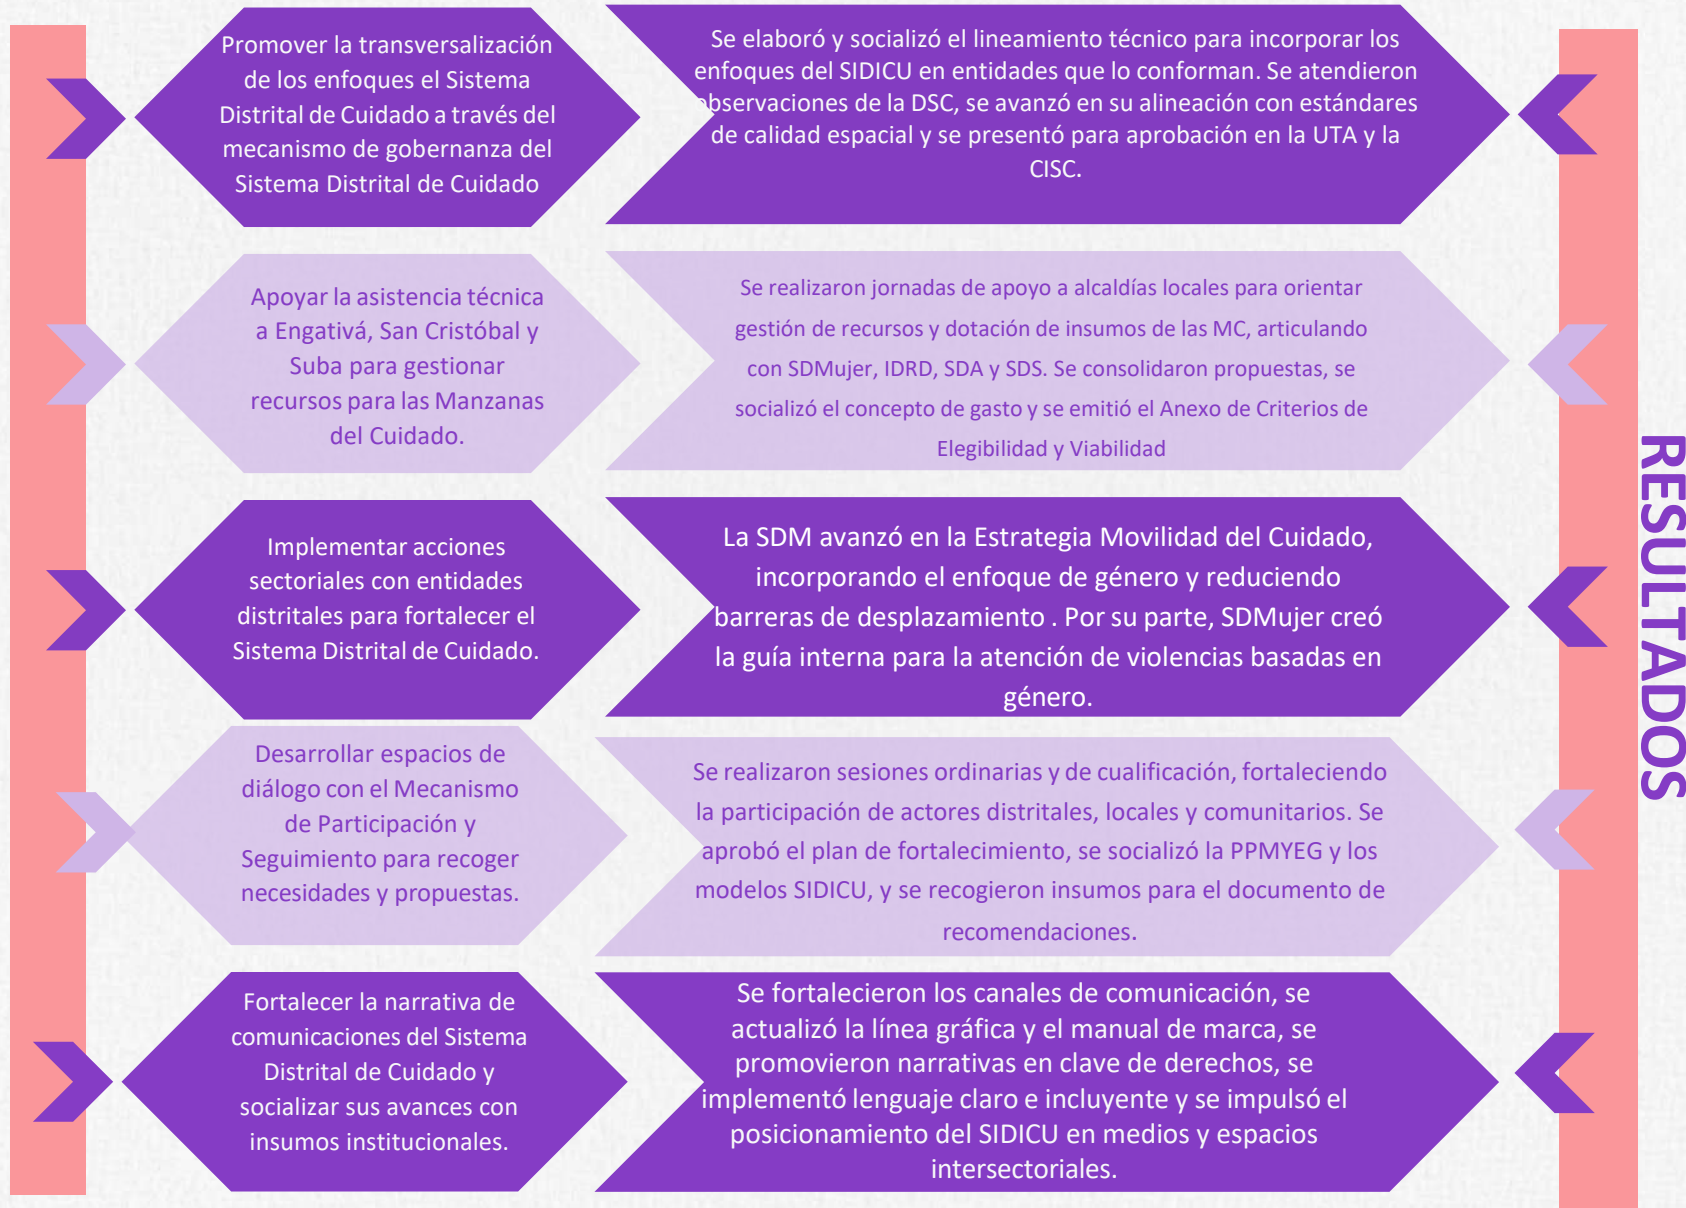 Promover la transversalización
de los enfoques el Sistema
Distrital de Cuidado a través del
mecanismo de gobernanza del
Sistema Distrital de Cuidado
Se elaboró y socializó el lineamiento técnico para incorporar los
enfoques del SIDICU en entidades que lo conforman. Se atendieron
observaciones de la DSC, se avanzó en su alineación con estándares
de calidad espacial y se presentó para aprobación en la UTA y la
CISC.
Apoyar la asistencia técnica
a Engativá, San Cristóbal y
Suba para gestionar
recursos para las Manzanas
del Cuidado.
Se realizaron jornadas de apoyo a alcaldías locales para orientar
gestión de recursos y dotación de insumos de las MC, articulando
con SDMujer, IDRD, SDA y SDS. Se consolidaron propuestas, se
socializó el concepto de gasto y se emitió el Anexo de Criterios de
Elegibilidad y Viabilidad
Implementar acciones
sectoriales con entidades
distritales para fortalecer el
Sistema Distrital de Cuidado.
La SDM avanzó en la Estrategia Movilidad del Cuidado,
incorporando el enfoque de género y reduciendo
barreras de desplazamiento . Por su parte, SDMujer creó
la guía interna para la atención de violencias basadas en
género.
Desarrollar espacios de
diálogo con el Mecanismo
de Participación y
Seguimiento para recoger
necesidades y propuestas.
Se realizaron sesiones ordinarias y de cualificación, fortaleciendo
la participación de actores distritales, locales y comunitarios. Se
aprobó el plan de fortalecimiento, se socializó la PPMYEG y los
modelos SIDICU, y se recogieron insumos para el documento de
recomendaciones.
Fortalecer la narrativa de
comunicaciones del Sistema
Distrital de Cuidado y
socializar sus avances con
insumos institucionales.
Se fortalecieron los canales de comunicación, se
actualizó la línea gráfica y el manual de marca, se
promovieron narrativas en clave de derechos, se
implementó lenguaje claro e incluyente y se impulsó el
posicionamiento del SIDICU en medios y espacios
intersectoriales.
RESULTADOS